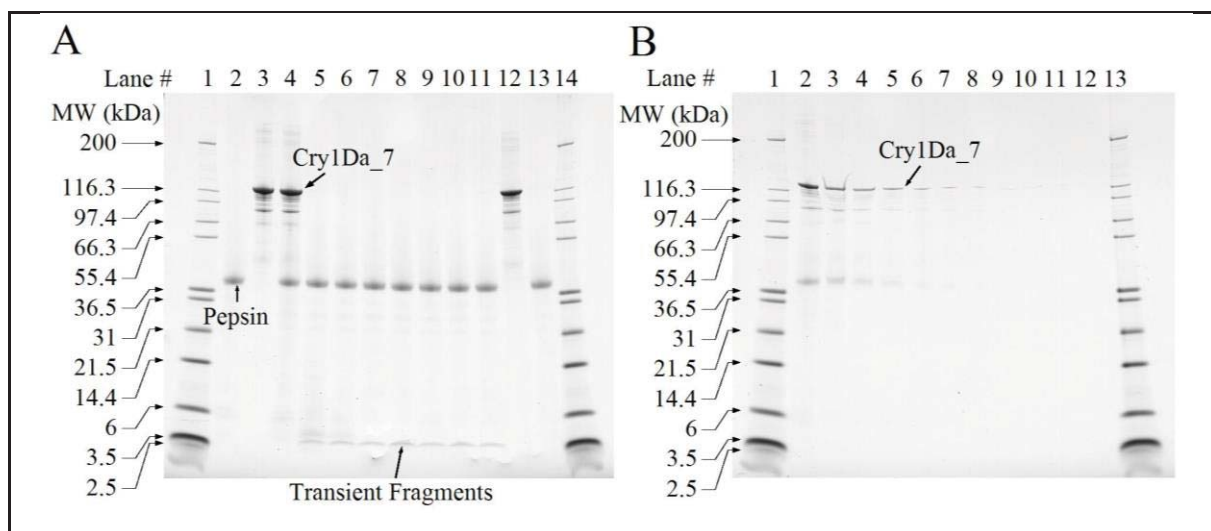 A
Lane # 1 2 3 4 5 6 7 8 9 10 11 12 13 14
MW (kDa)
200
Cry1Da_7
116.3
97.4
66.3
55.4
36.5
Pepsin
31
21.5
14.4
6
3.5
2.5
Transient Fragments
B
Lane # 1 2 3 4 5 6 7 8 9 10 11 12 13
MW (kDa)
200
Cry1Da_7
116.3
97.4
66.3
55.4
36.5
31
21.5
14.4
6
3.5
2.5